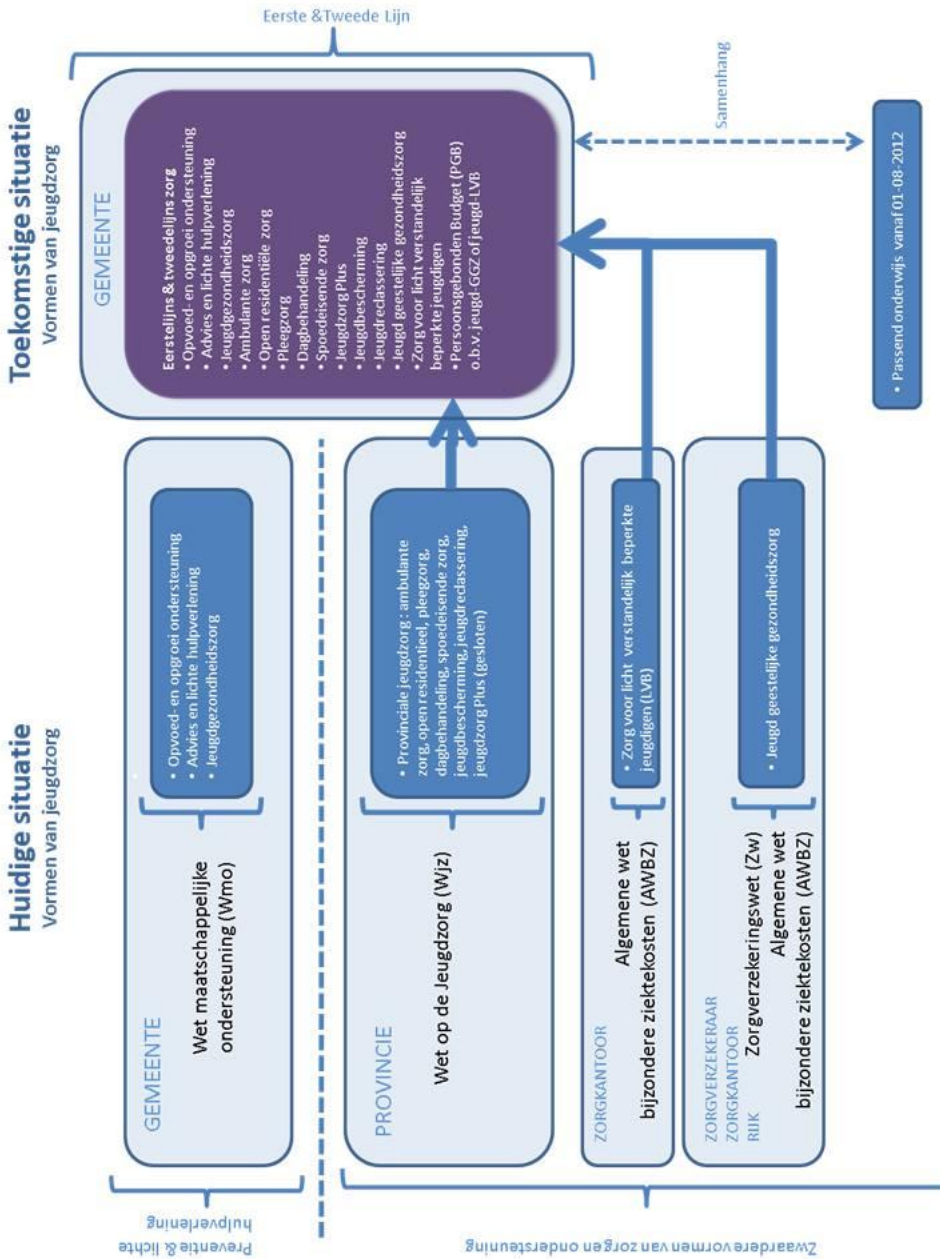 Huidige situatie
Vormen van jeugdzorg
Toekomstige situatie
Vormen van jeugdzorg
Preventie & lichte
hulpverlening
GEMEENTE
Wet maatschappelijke
ondersteuning (Wmo)
• Opvoed- en opgroei ondersteuning
• Advies en lichte hulpverlening
• Jeugdgezondheidszorg
Zwaardere vormen van zorg en ondersteuning
PROVINCIE
Wet op de Jeugdzorg (Wjz)
• Provinciale jeugdzorg : ambulante
zorg, open residentieel, pleegzorg,
dagbehandeling, spoedeisende zorg,
jeugdbescherming, jeugdreclassering,
jeugdzorg Plus (gesloten)
ZORGKANTOOR
Algemene wet
bijzondere ziektekosten (AWBZ)
• Zorg voor licht verstandelijk beperkte
jeugdigen (LVB)
ZORGVERZEKERAAR
ZORGKANTOOR
RIJK
Zorgverzekeringswet (Zw)
Algemene wet
bijzondere ziektekosten (AWBZ)
• Jeugd geestelijke gezondheidszorg
GEMEENTE
Eerstelijns & tweedelijns zorg
• Opvoed- en opgroei ondersteuning
• Advies en lichte hulpverlening
• Jeugdgezondheidszorg
• Ambulante zorg
• Open residentiële zorg
• Pleegzorg
• Dagbehandeling
• Spoedeisende zorg
• Jeugdzorg Plus
• Jeugdbescherming
• Jeugdreclassering
• Jeugd geestelijke gezondheidszorg
• Zorg voor licht verstandelijk
beperkte jeugdigen
• Persoonsgebonden Budget (PGB)
o.b.v. jeugd-GGZ of jeugd-LVB
Eerste & Tweede Lijn
Samenhang
• Passend onderwijs vanaf 01-08-2012